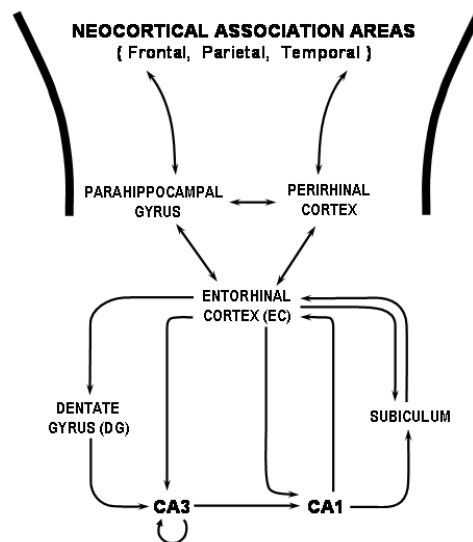 NEOCORTICAL ASSOCIATION AREAS
( Frontal, Parietal, Temporal )
PARAHIPPOCAMPAL
GYRUS
PERIRHINAL
CORTEX
ENTORHINAL
CORTEX (EC)
DENTATE
GYRUS (DG)
SUBICULUM
CA3
CA1